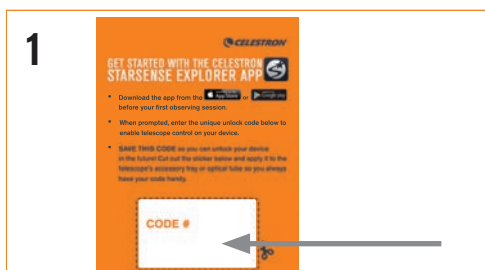 1
CELESTRON
GET STARTED WITH THE CELESTRON
STARSENSE EXPLORER APP
• Download the app from the App Store or Google play
before your first observing session.
• When prompted, enter the unique unlock code below to
enable telescope control on your device.
• SAVE THIS CODE so you can unlock your device
in the future! Cut out the sticker below and apply it to the
telescope's accessory tray or optical tube so you always
have your code handy.
CODE #